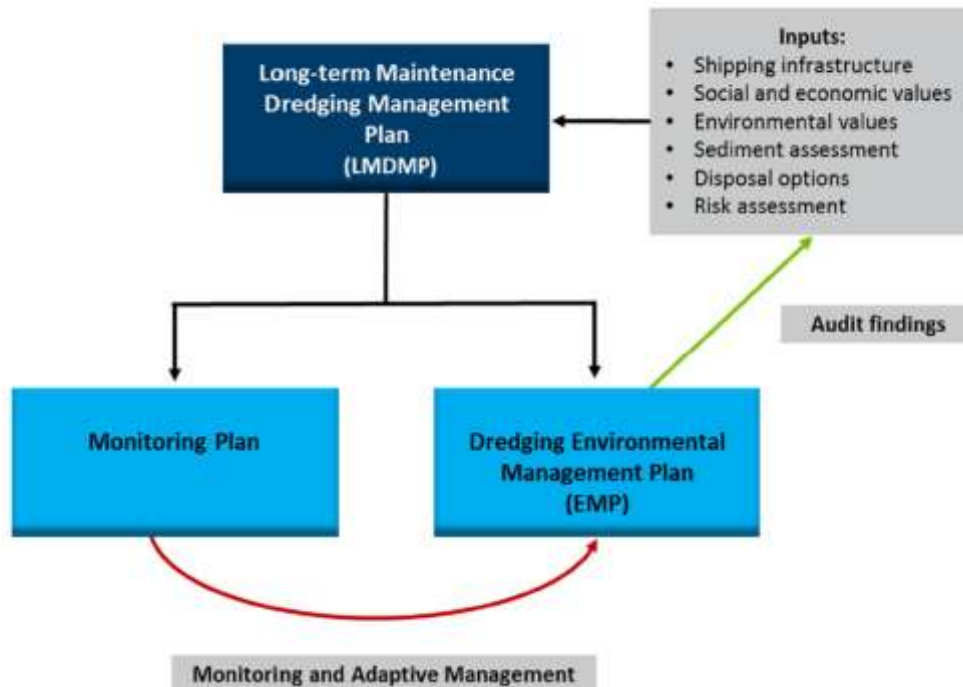 Long-term Maintenance
Dredging Management
Plan
(LMDMP)
Inputs:
• Shipping infrastructure
• Social and economic values
• Environmental values
• Sediment assessment
• Disposal options
• Risk assessment
Audit findings
Monitoring Plan
Dredging Environmental
Management Plan
(EMP)
Monitoring and Adaptive Management